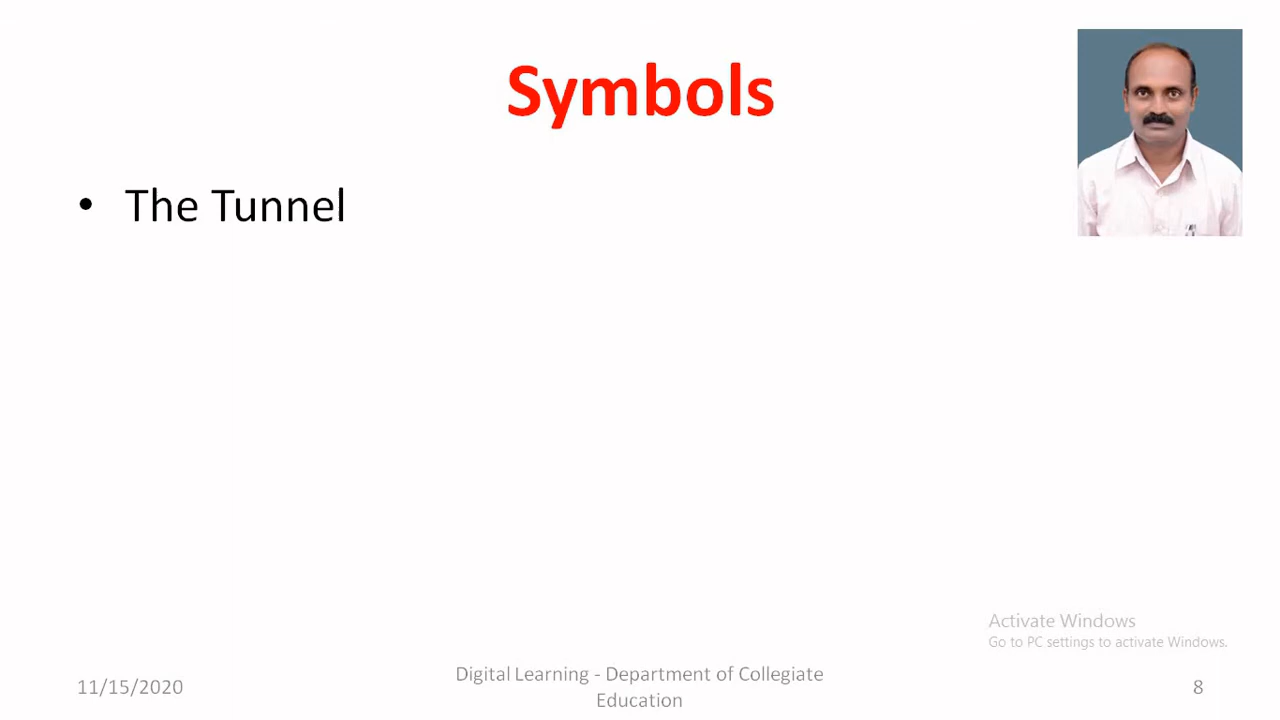 Symbols
• The Tunnel
Activate Windows
Go to PC settings to activate Windows.
11/15/2020
Digital Learning - Department of Collegiate
Education
8